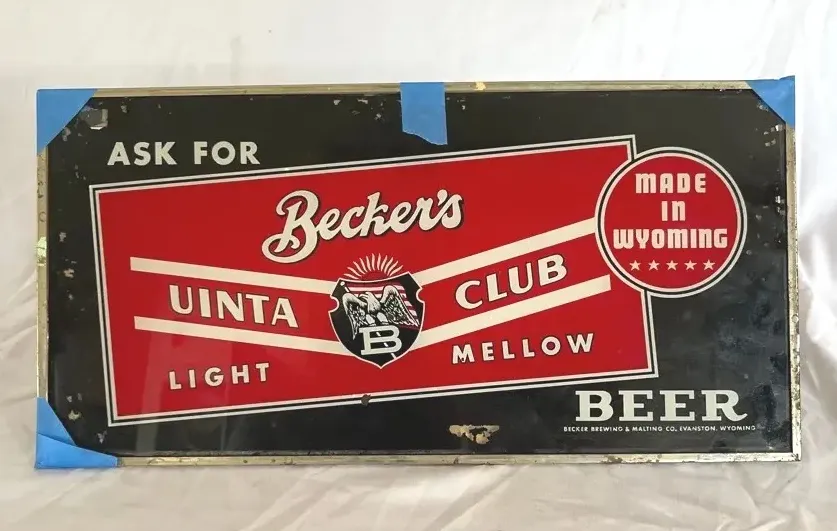 ASK FOR
Becker's
UINTA CLUB
B
LIGHT MELLOW
MADE
IN
WYOMING
BEER
BECKER BREWING & MALTING CO. EVANSTON, WYOMING